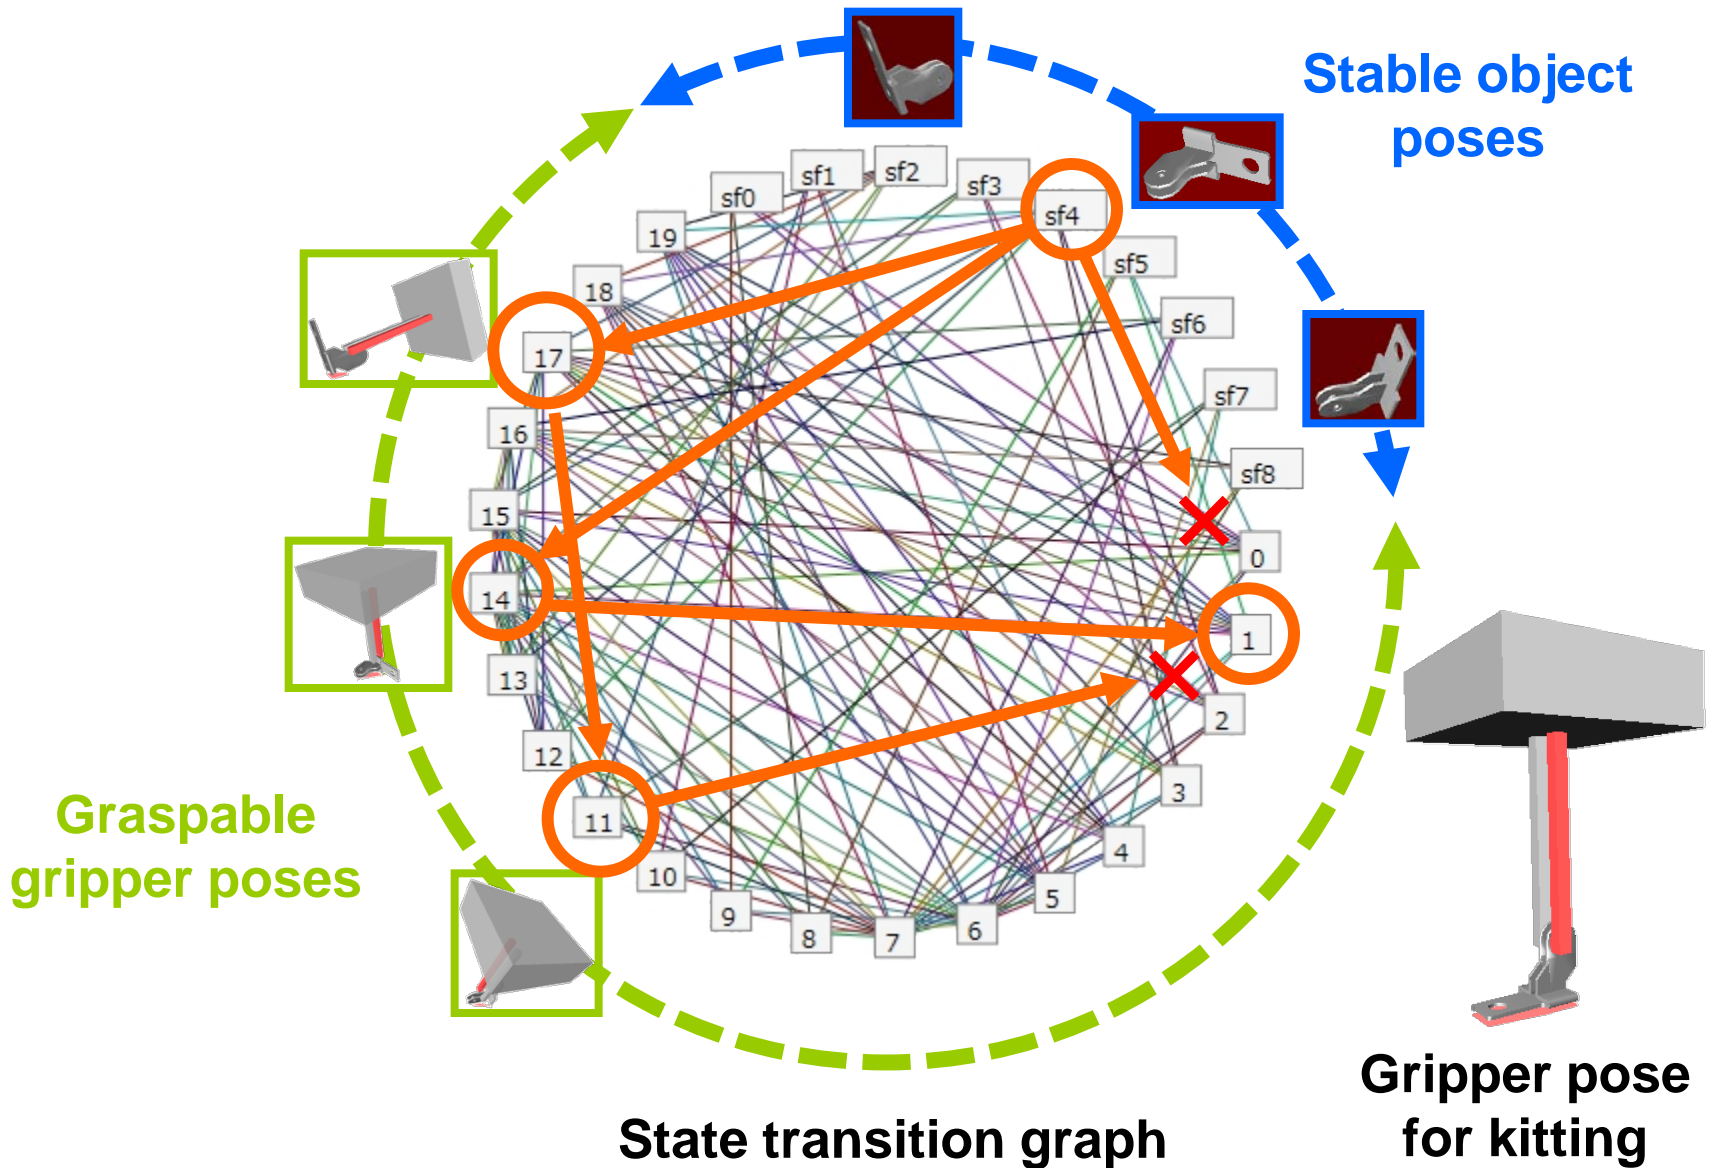 Stable object
poses
sf0
sf1
sf2
sf3
sf4
sf5
sf6
sf7
sf8
0
1
2
3
4
5
6
7
8
9
10
11
12
13
14
15
16
17
18
19
Graspable
gripper poses
Gripper pose
for kitting
State transition graph